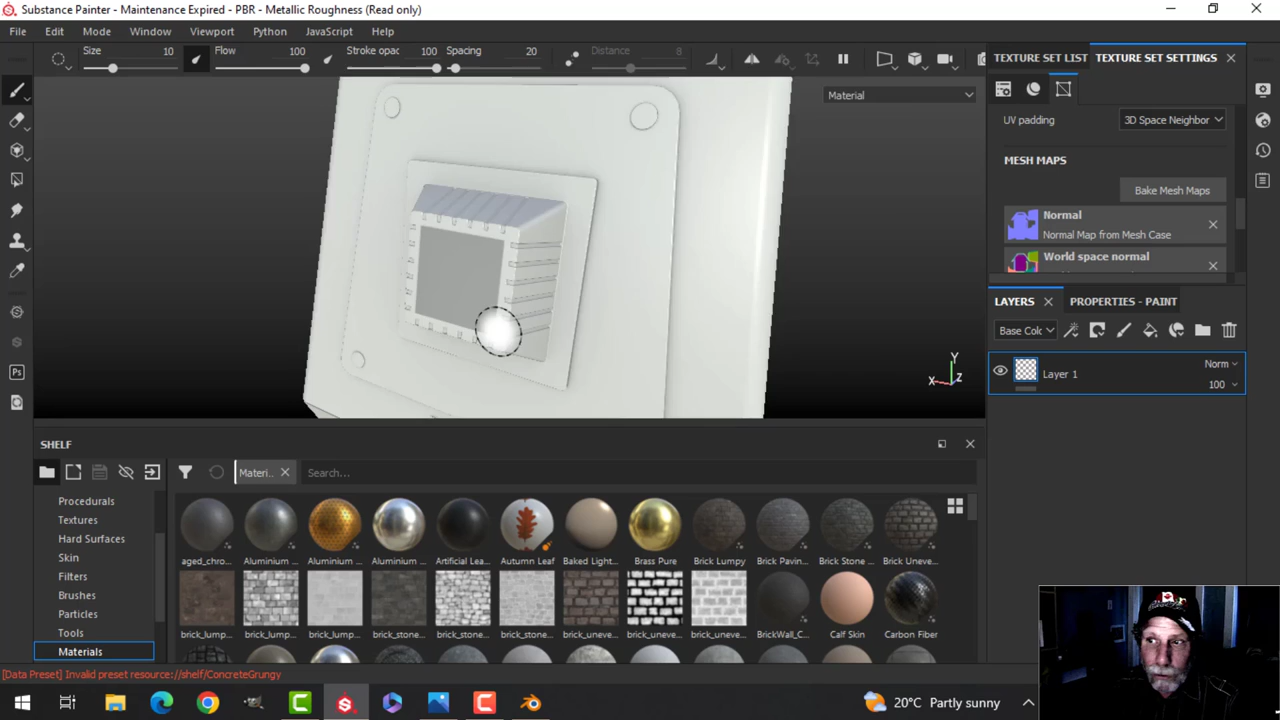 Substance Painter - Maintenance Expired - PBR - Metallic Roughness (Read only)
File Edit Mode Window Viewport Python JavaScript Help
Size 10 Flow 100 Stroke opac 100 Spacing 20 Distance 8
Material
TEXTURE SET LIST TEXTURE SET SETTINGS
UV padding 3D Space Neighbor
MESH MAPS
Bake Mesh Maps
Normal
Normal Map from Mesh Case
World space normal
LAYERS PROPERTIES - PAINT
Base Col
Layer 1 Norm
100
Y
X Z
SHELF
Materi.. Search...
Procedurals
Textures
Hard Surfaces
Skin
Filters
Brushes
Particles
Tools
Materials
aged_chro... Aluminium ... Aluminium ... Aluminium ... Artificial Lea... Autumn Leaf Baked Light... Brass Pure Brick Lumpy Brick Pavin... Brick Stone ... Brick Uneve...
brick_lump... brick_lump... brick_lump... brick_stone... brick_stone... brick_stone... brick_uneve... brick_uneve... brick_uneve... BrickWall_C... Calf Skin Carbon Fiber
[Data Preset] Invalid preset resource://shelf/ConcreteGrungy
Ps
20°C Partly sunny